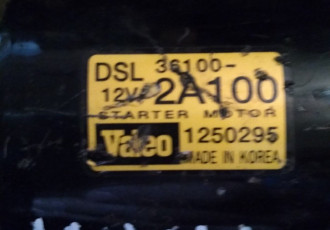 DSL 36100-
12V 2A100
STARTER MOTOR
Valeo 1250295
MADE IN KOREA